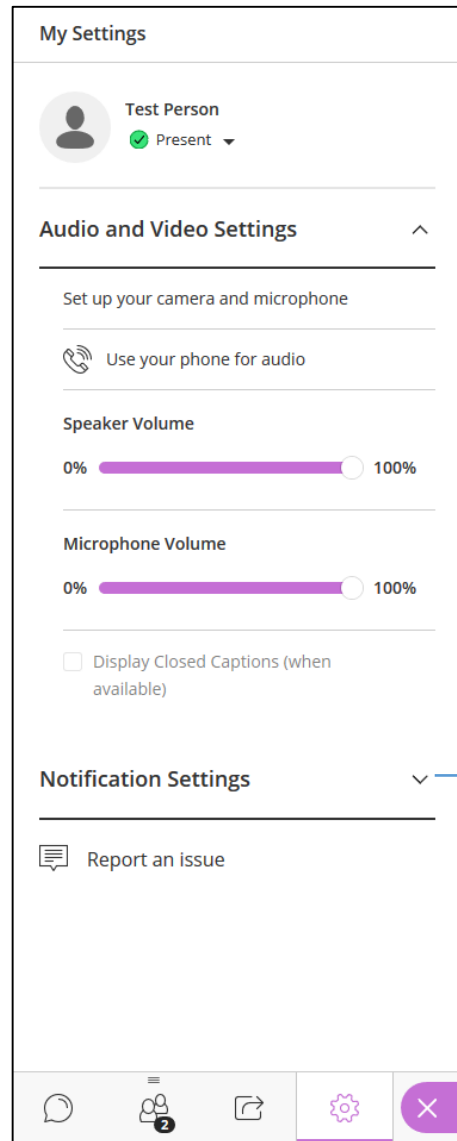 My Settings
Test Person
Present
Audio and Video Settings
Set up your camera and microphone
Use your phone for audio
Speaker Volume
0% 100%
Microphone Volume
0% 100%
Display Closed Captions (when
available)
Notification Settings
Report an issue
2